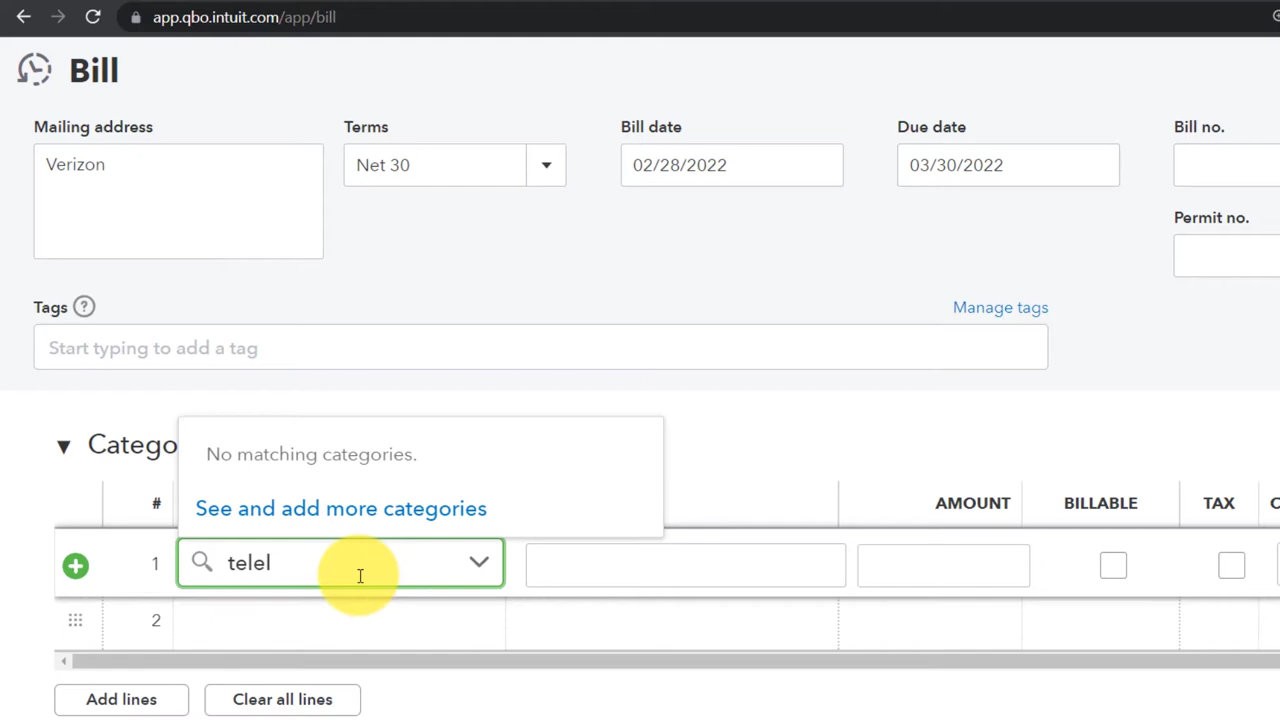 app.qbo.intuit.com/app/bill
Bill
Mailing address
Terms
Bill date
Due date
Bill no.
Verizon
Net 30
02/28/2022
03/30/2022
Permit no.
Tags ?
Manage tags
Start typing to add a tag
Catego
No matching categories.
See and add more categories
# AMOUNT BILLABLE TAX
1 telel
2
Add lines
Clear all lines